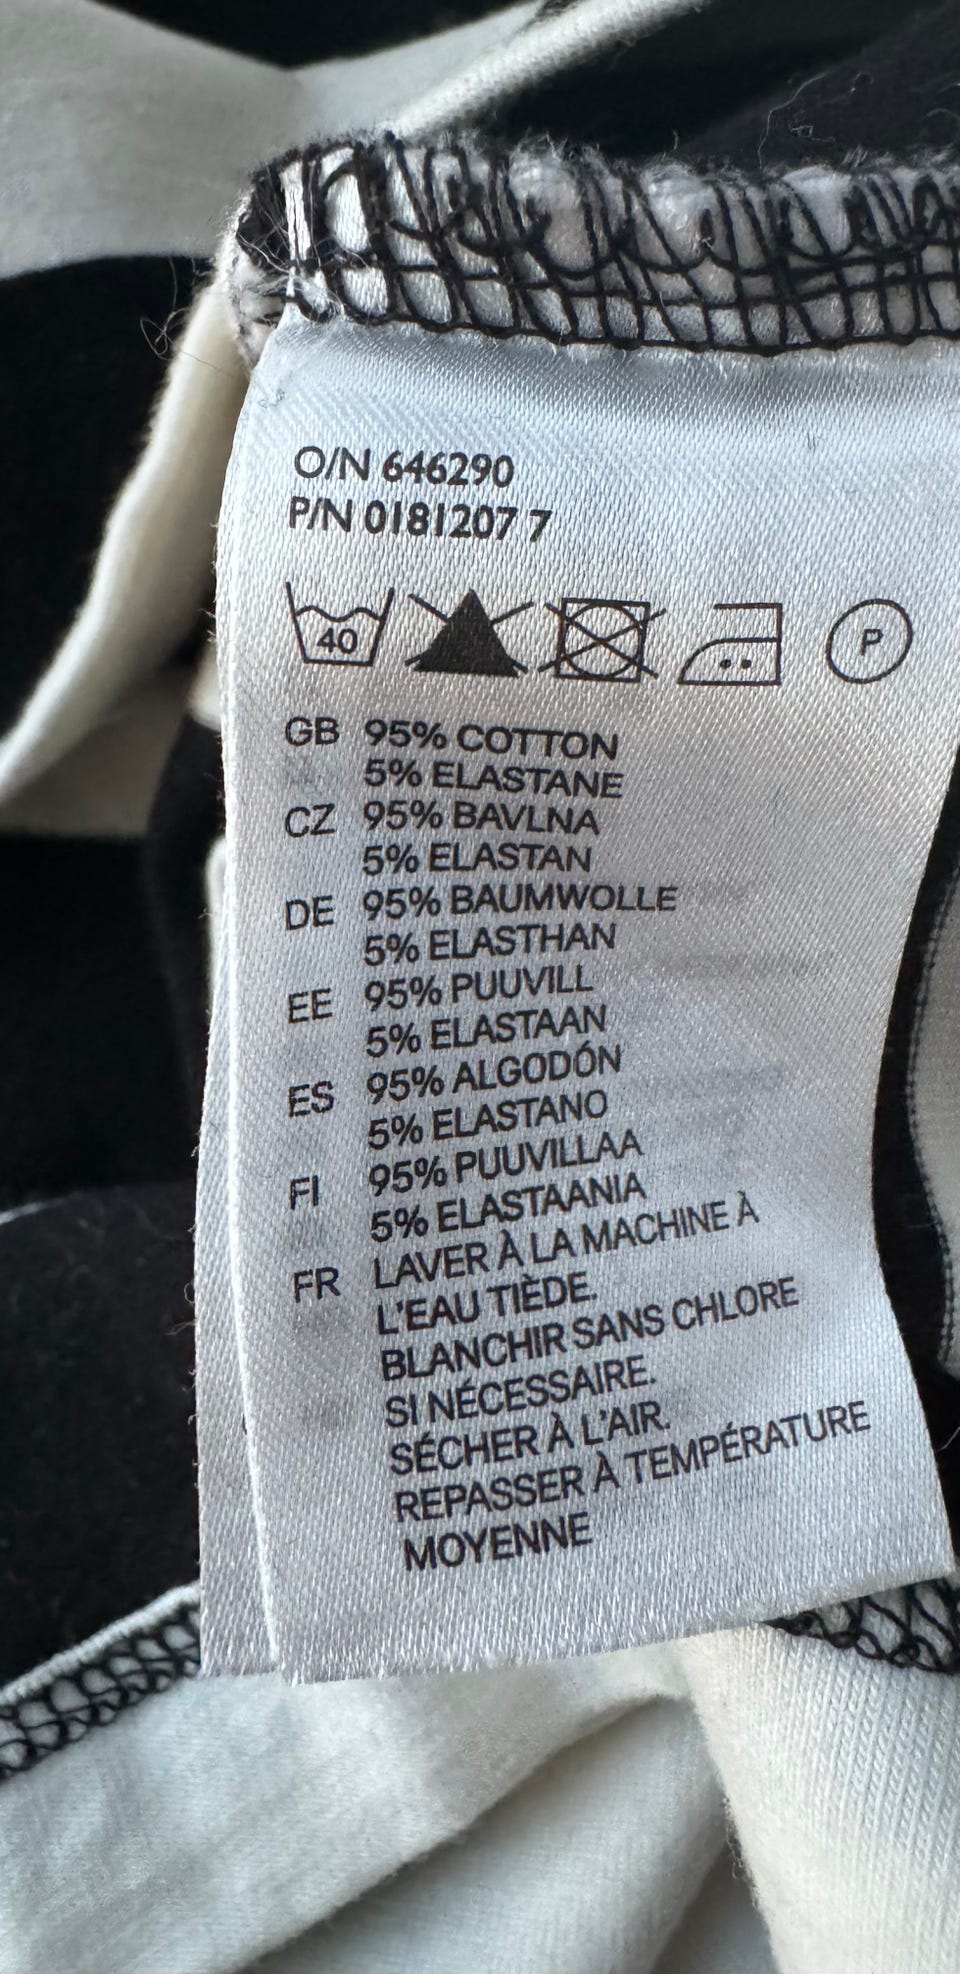 O/N 646290
P/N 0181207 7
40 P
GB 95% COTTON
5% ELASTANE
CZ 95% BAVLNA
5% ELASTAN
DE 95% BAUMWOLLE
5% ELASTHAN
EE 95% PUUVILL
5% ELASTAAN
ES 95% ALGODÓN
5% ELASTANO
FI 95% PUUVILLAA
5% ELASTAANIA
FR LAVER À LA MACHINE À
L'EAU TIÈDE.
BLANCHIR SANS CHLORE
SI NÉCESSAIRE.
SÉCHER À L'AIR.
REPASSER À TEMPÉRATURE
MOYENNE